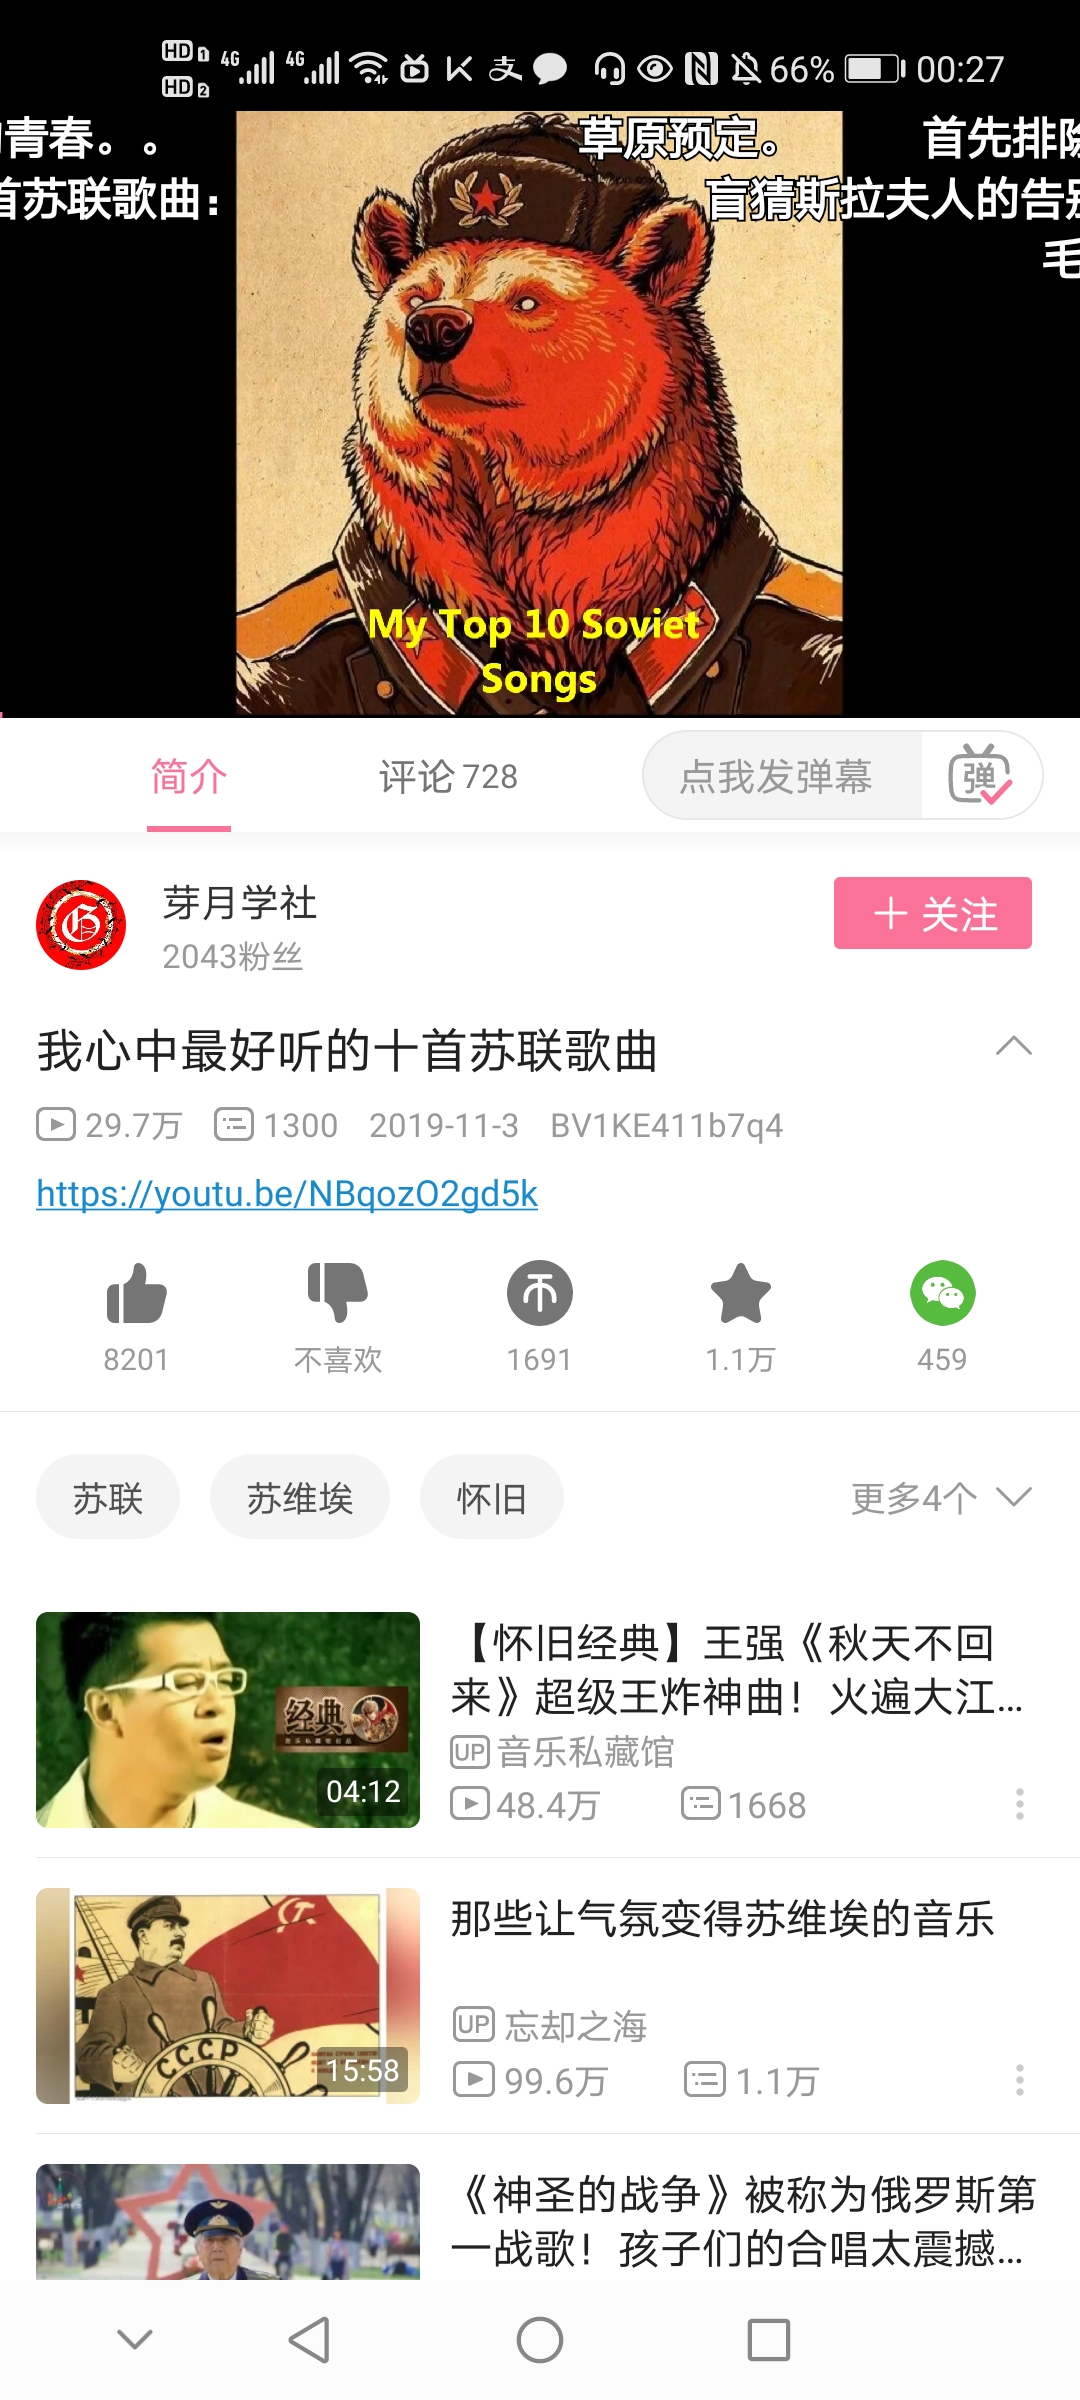 HD 1 4G 4G 66% 00:27
HD 2
青春。。 草原预定。 首先排除
首苏联歌曲： 盲猜斯拉夫人的告别
毛
My Top 10 Soviet
Songs
简介 评论 728 点我发弹幕 弹
芽月学社
2043粉丝
+ 关注
我心中最好听的十首苏联歌曲
29.7万 1300 2019-11-3 BV1KE411b7q4
https://youtu.be/NBqozO2gd5k
8201 不喜欢 1691 1.1万 459
苏联 苏维埃 怀旧 更多4个
【怀旧经典】王强《秋天不回
来》超级王炸神曲！火遍大江...
经典
04:12
UP 音乐私藏馆
48.4万 1668
那些让气氛变得苏维埃的音乐
CCCP
15:58
UP 忘却之海
99.6万 1.1万
《神圣的战争》被称为俄罗斯第
一战歌！孩子们的合唱太震撼...